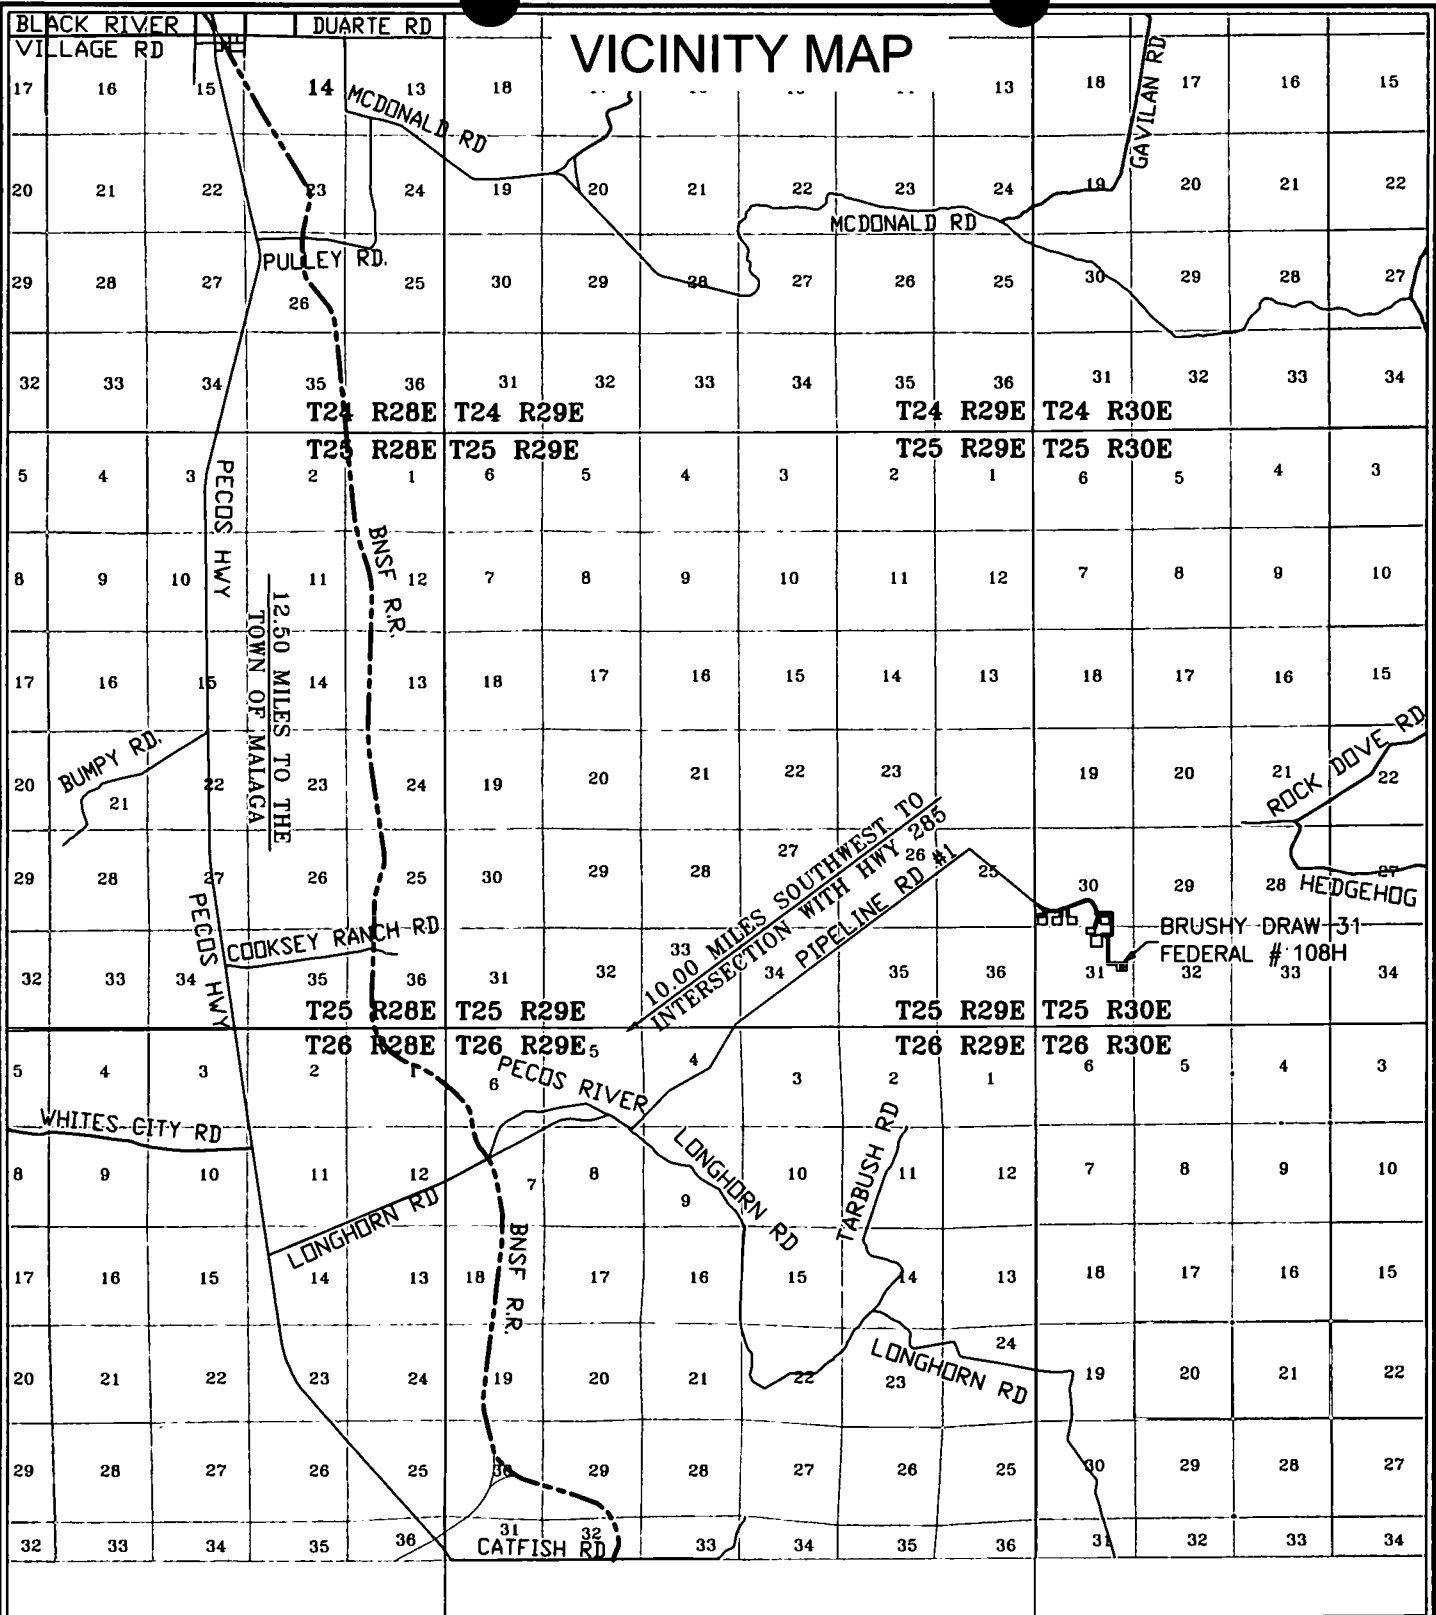 BLACK RIVER
VILLAGE RD
DUARTE RD
VICINITY MAP
17 16 15 14 13 18 13 18 17 16 15
MCDONALD RD
GAVILAN RD
20 21 22 23 24 19 20 21 22 23 24 19 20 21 22
MCDONALD RD
PULLEY RD.
29 28 27 26 25 30 29 28 27 26 25 30 29 28 27
32 33 34 35 36 31 32 33 34 35 36 31 32 33 34
T24 R28E T24 R29E T24 R29E T24 R30E
T25 R28E T25 R29E T25 R29E T25 R30E
5 4 3 2 1 6 5 4 3 2 1 6 5 4 3
PECOS HWY
BNSF R.R.
8 9 10 11 12 7 8 9 10 11 12 7 8 9 10
12.50 MILES TO THE
TOWN OF MALAGA
17 16 15 14 13 18 17 16 15 14 13 18 17 16 15
BUMPY RD.
ROCK DOVE RD
20 21 22 23 24 19 20 21 22 23 19 20 21 22
10.00 MILES SOUTHWEST TO
INTERSECTION WITH HWY 285
PIPELINE RD #1
29 28 27 26 25 30 29 28 27 26 25 30 29 28 27
HEDGEHOG
PECOS HWY
COOKSEY RANCH RD
BRUSHY DRAW 31
FEDERAL # 108H
32 33 34 35 36 31 32 33 34 35 36 31 32 33 34
T25 R28E T25 R29E T25 R29E T25 R30E
T26 R28E T26 R29E T26 R29E T26 R30E
5 4 3 2 1 6 5 4 3 2 1 6 5 4 3
PECOS RIVER
WHITES CITY RD
LONGHORN RD
TARBUSH RD
8 9 10 11 12 7 8 9 10 11 12 7 8 9 10
LONGHORN RD
BNSF R.R.
17 16 15 14 13 18 17 16 15 14 13 18 17 16 15
LONGHORN RD
20 21 22 23 24 19 20 21 22 23 24 19 20 21 22
29 28 27 26 25 30 29 28 27 26 25 30 29 28 27
32 33 34 35 36 31 32 33 34 35 36 31 33 34
CATFISH RD